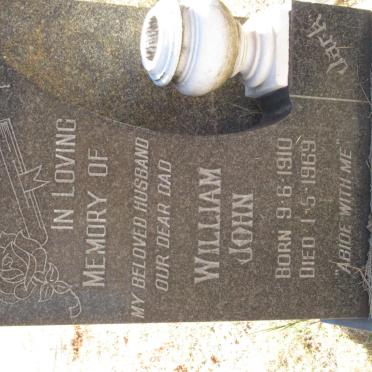 IN LOVING
MEMORY OF
MY BELOVED HUSBAND
OUR DEAR DAD
WILLIAM
JOHN
BORN 9·6·1910
DIED 1·5·1969
"ABIDE WITH ME"